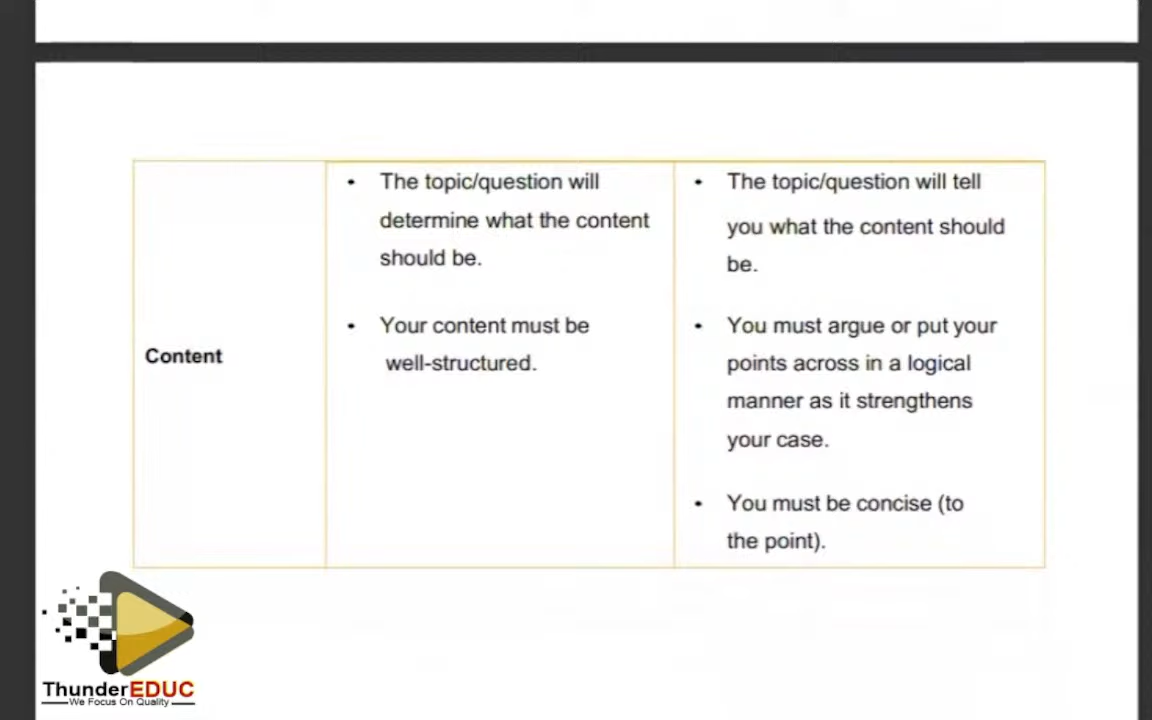 Content
• The topic/question will
determine what the content
should be.
• Your content must be
well-structured.
• The topic/question will tell
you what the content should
be.
• You must argue or put your
points across in a logical
manner as it strengthens
your case.
• You must be concise (to
the point).
ThunderEDUC
We Focus On Quality